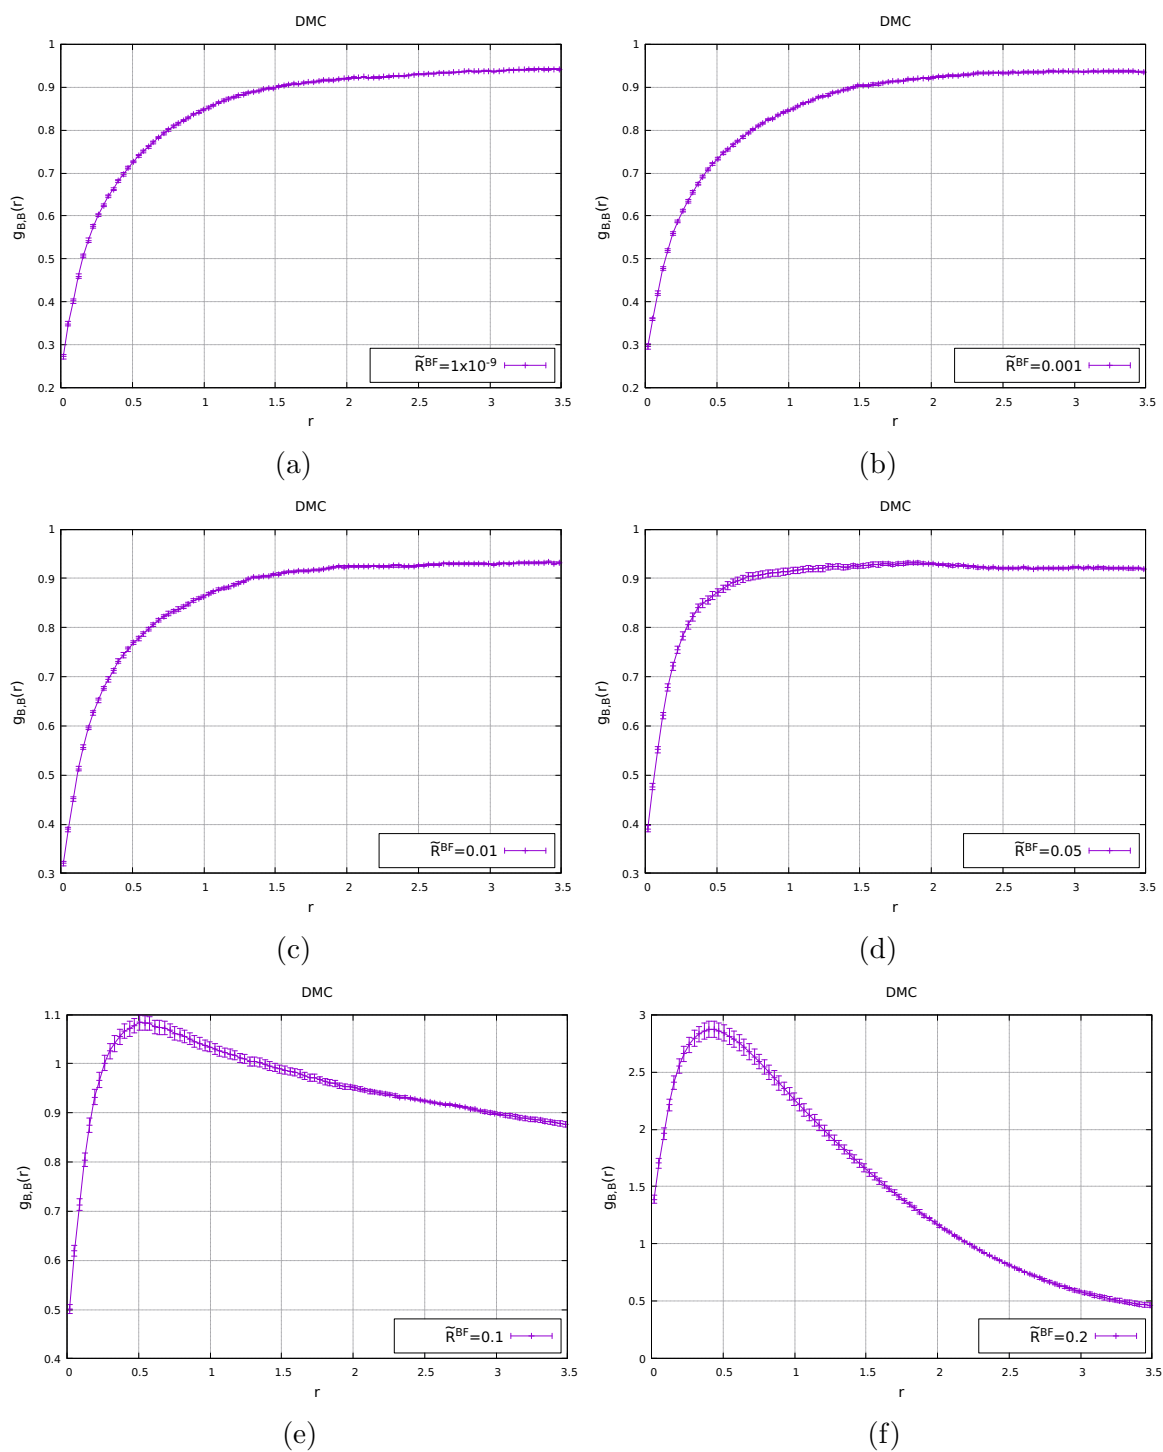 DMC
1
0.9
0.8
0.7
0.6
0.5
0.4
0.3
0.2
g_{B,B}(r)
0 0.5 1 1.5 2 2.5 3 3.5
r
R̃^{BF}=1x10^{-9}
(a)
DMC
1
0.9
0.8
0.7
0.6
0.5
0.4
0.3
0.2
g_{B,B}(r)
0 0.5 1 1.5 2 2.5 3 3.5
r
R̃^{BF}=0.001
(b)
DMC
1
0.9
0.8
0.7
0.6
0.5
0.4
0.3
g_{B,B}(r)
0 0.5 1 1.5 2 2.5 3 3.5
r
R̃^{BF}=0.01
(c)
DMC
1
0.9
0.8
0.7
0.6
0.5
0.4
0.3
g_{B,B}(r)
0 0.5 1 1.5 2 2.5 3 3.5
r
R̃^{BF}=0.05
(d)
DMC
1.1
1
0.9
0.8
0.7
0.6
0.5
0.4
g_{B,B}(r)
0 0.5 1 1.5 2 2.5 3 3.5
r
R̃^{BF}=0.1
(e)
DMC
3
2.5
2
1.5
1
0.5
0
g_{B,B}(r)
0 0.5 1 1.5 2 2.5 3 3.5
r
R̃^{BF}=0.2
(f)